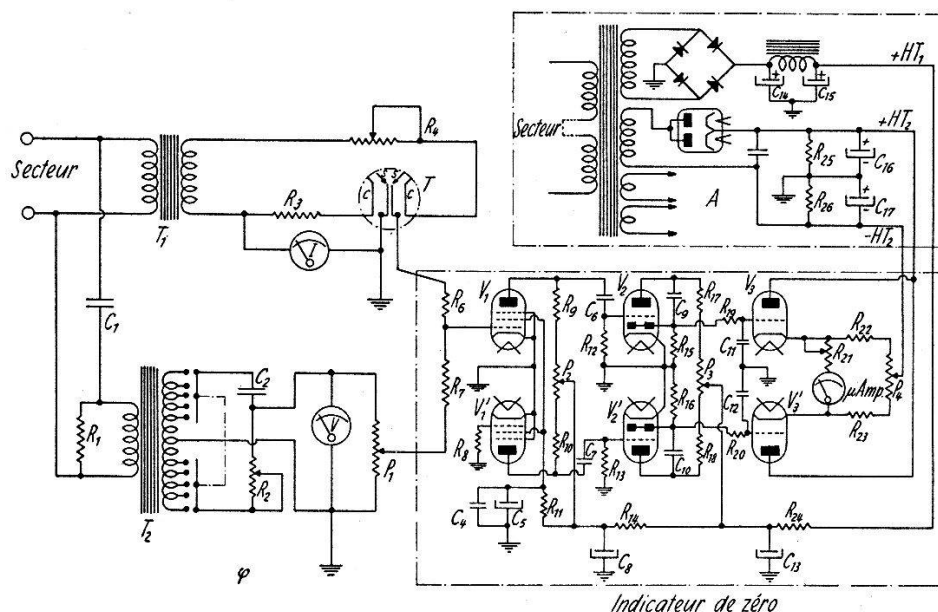 Secteur
T1
C1
R1
T2
φ
C2
R2
V
P1
R3
V
R4
T
c
c
Secteur
A
C14
C15
+HT1
+HT2
R25
R26
C16
C17
-HT2
R6
R7
V1
V'1
R8
C4
C5
R9
P2
R10
R11
C6
R12
C7
R13
V2
V'2
C9
R15
R16
C10
R17
P3
R18
R14
C8
R19
R20
C11
C12
V3
V'3
R21
μAmp.
R22
P4
R23
R24
C13
Indicateur de zéro